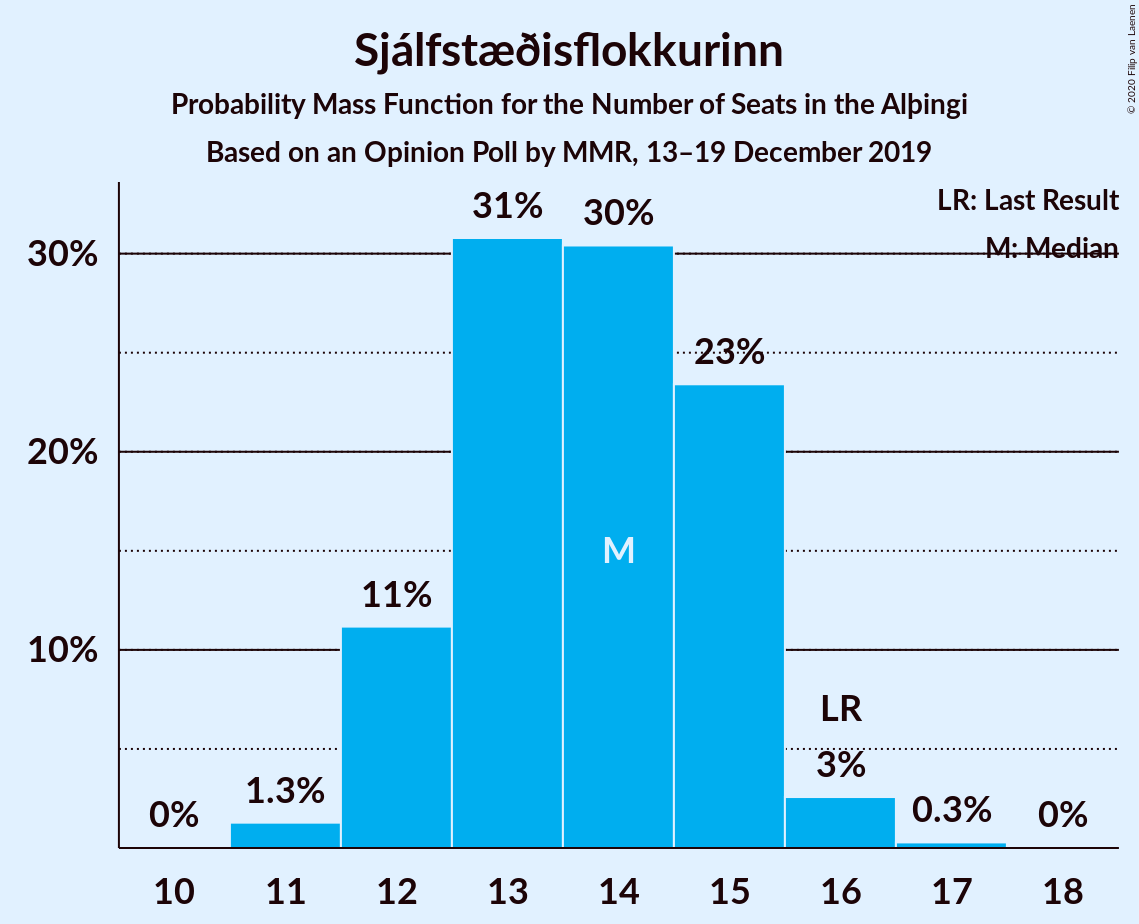 Sjálfstæðisflokkurinn
Probability Mass Function for the Number of Seats in the Alþingi
Based on an Opinion Poll by MMR, 13–19 December 2019
© 2020 Filip van Laenen
LR: Last Result
M: Median
30%
20%
10%
0%
1.3%
11%
31%
30%
23%
3%
0.3%
0%
M
LR
10 11 12 13 14 15 16 17 18